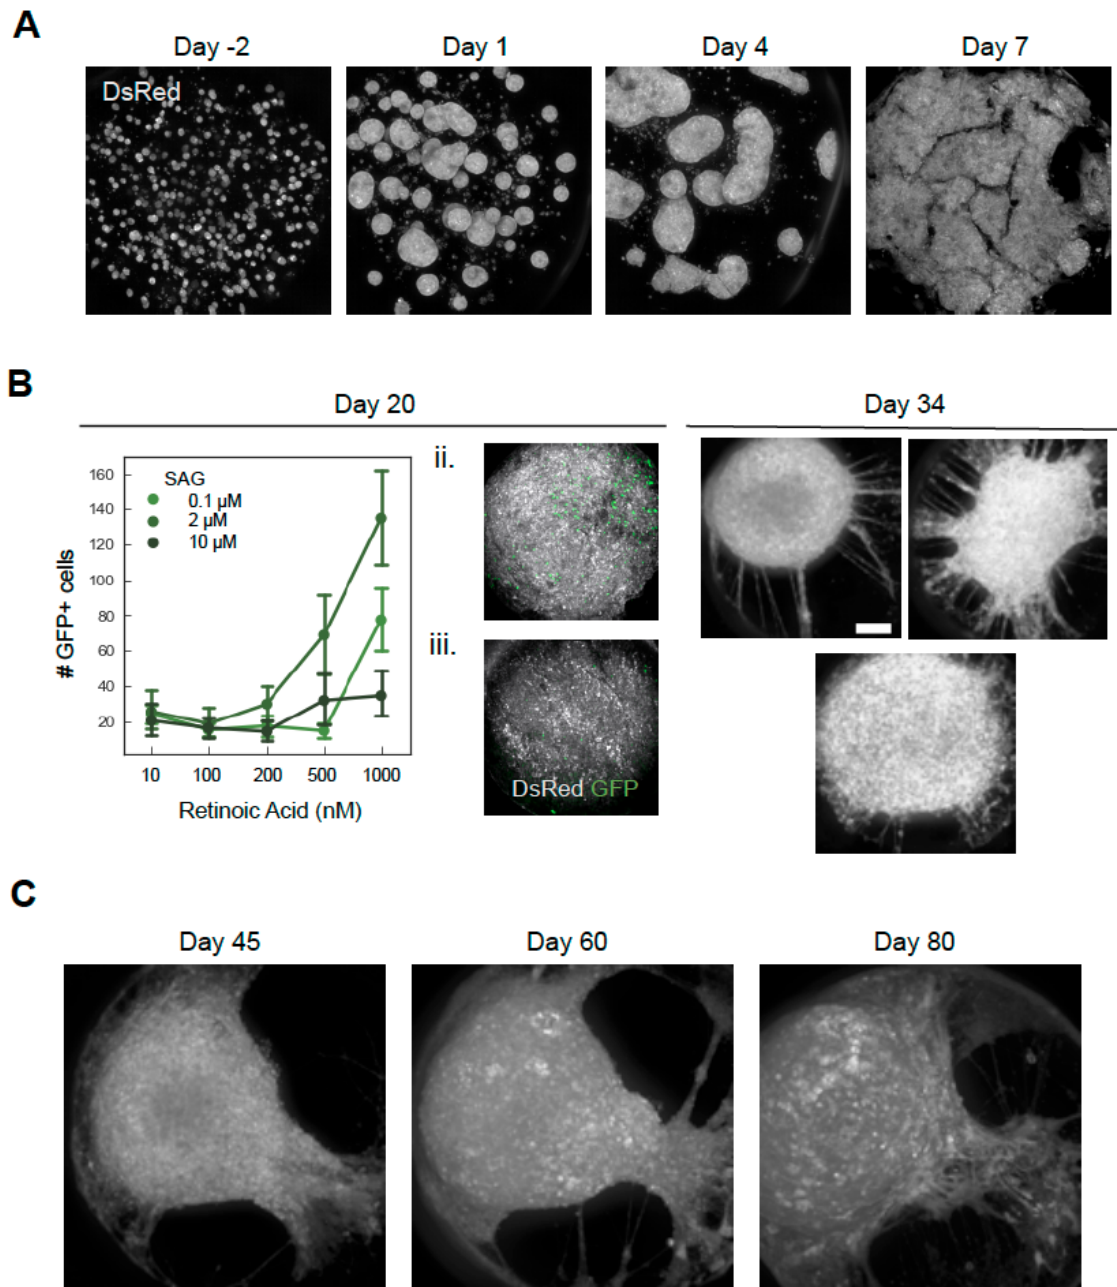 A
Day -2
Day 1
Day 4
Day 7
DsRed
B
Day 20
Day 34
160
140
120
100
80
60
40
20
# GFP+ cells
SAG
0.1 µM
2 µM
10 µM
10
100
200
500
1000
Retinoic Acid (nM)
ii.
iii.
DsRed GFP
C
Day 45
Day 60
Day 80